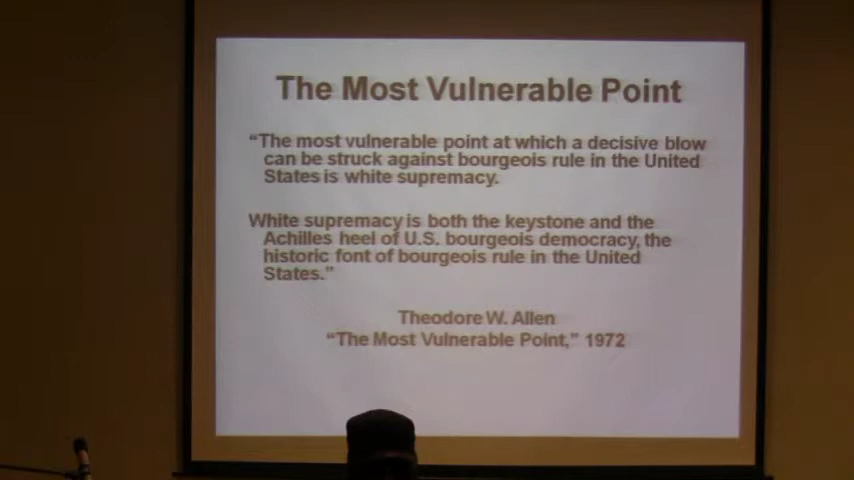 The Most Vulnerable Point
“The most vulnerable point at which a decisive blow
can be struck against bourgeois rule in the United
States is white supremacy.
White supremacy is both the keystone and the
Achilles heel of U.S. bourgeois democracy, the
historic font of bourgeois rule in the United
States.”
Theodore W. Allen
“The Most Vulnerable Point,” 1972